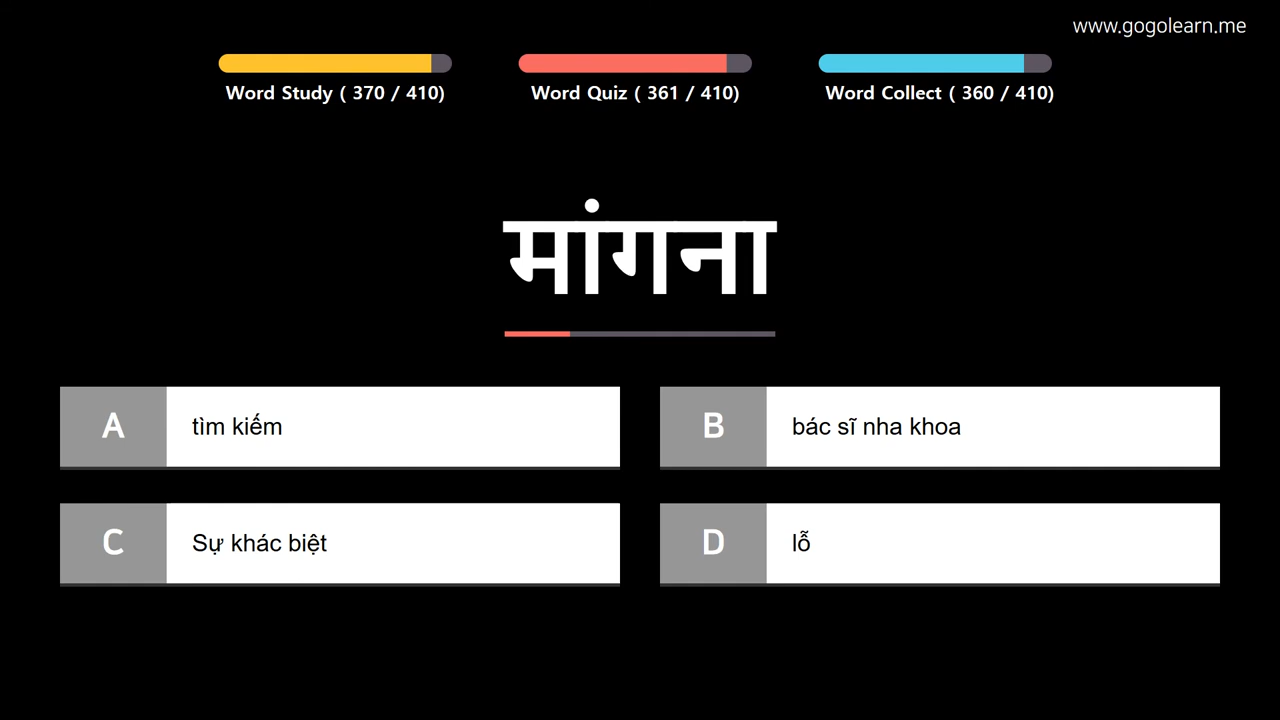 www.gogolearn.me
Word Study ( 370 / 410)
Word Quiz ( 361 / 410)
Word Collect ( 360 / 410)
मांगना
A
tìm kiếm
B
bác sĩ nha khoa
C
Sự khác biệt
D
lỗ